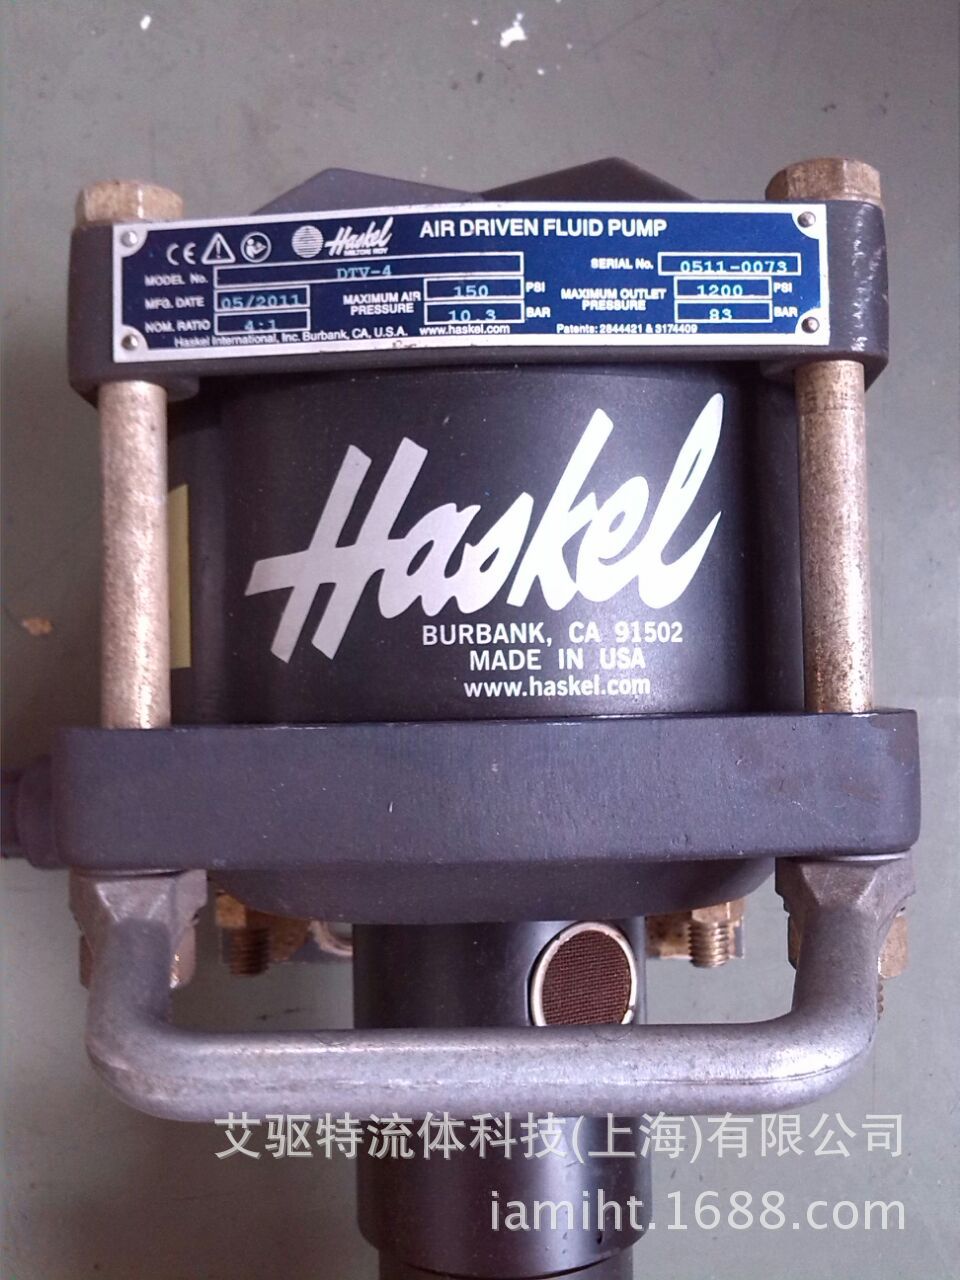 CE Haskel AIR DRIVEN FLUID PUMP
MILTON ROY
MODEL No. DTV-4 SERIAL No. 0511-0073
MFG. DATE 05/2011 MAXIMUM AIR PRESSURE 150 PSI MAXIMUM OUTLET PRESSURE 1200 PSI
NOM. RATIO 4:1 10.3 BAR 83 BAR
Haskel International, Inc. Burbank, CA, U.S.A. www.haskel.com Patents: 2844421 & 3174409
Haskel
BURBANK, CA 91502
MADE IN USA
www.haskel.com
艾驱特流体科技(上海)有限公司
iamiht.1688.com